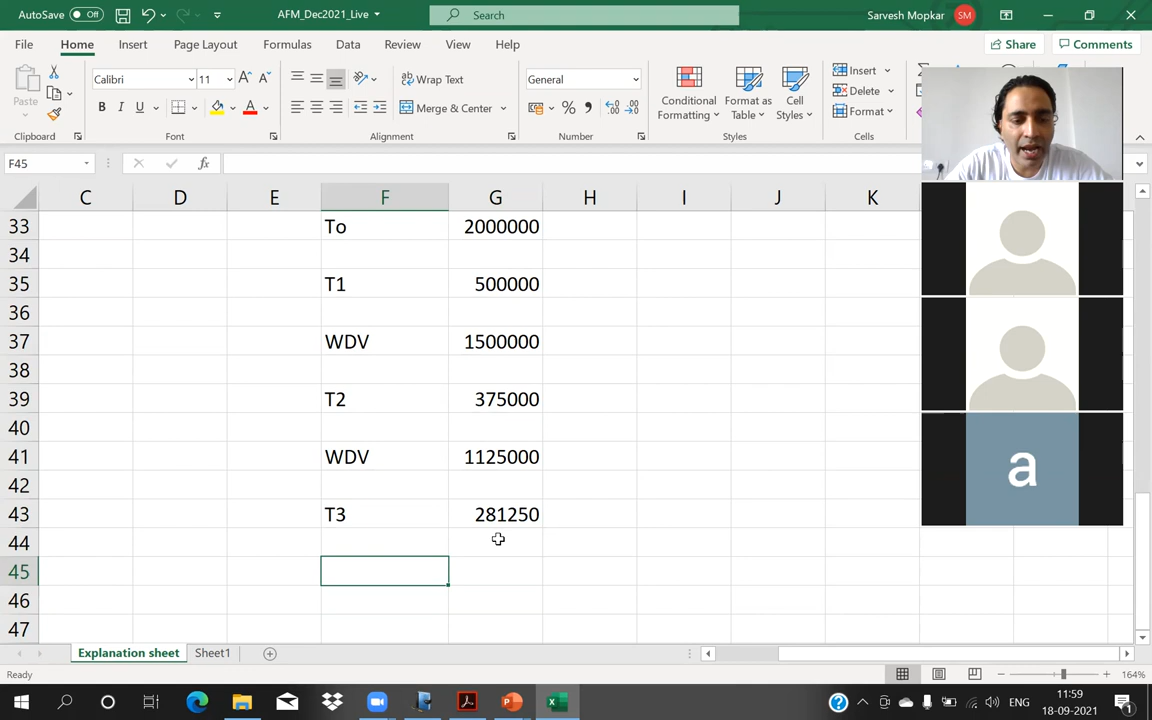 AutoSave Off AFM_Dec2021_Live Search Sarvesh Mopkar SM
File Home Insert Page Layout Formulas Data Review View Help Share Comments
Paste Calibri 11 A A Wrap Text General Conditional Formatting Format as Table Cell Styles Insert
B I U A Merge & Center % Delete
Format
Clipboard Font Alignment Number Styles Cells
F45 fx
C D E F G H I J K
33 To 2000000
34
35 T1 500000
36
37 WDV 1500000
38
39 T2 375000
40
41 WDV 1125000
42
43 T3 281250
44
45
46
47
a
Explanation sheet Sheet1
Ready 164%
ENG 11:59
18-09-2021 1